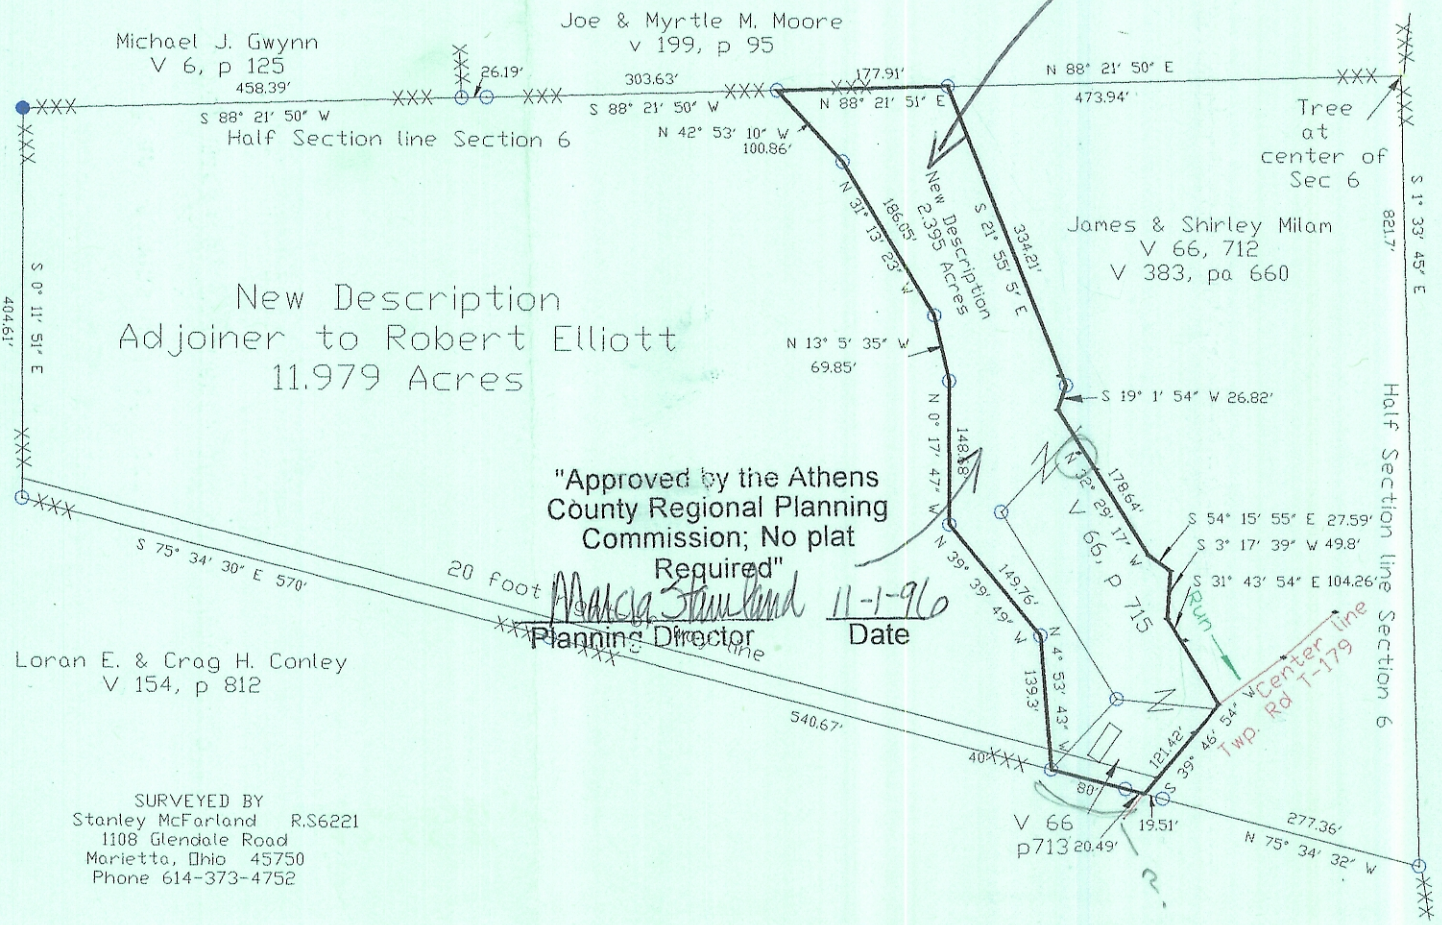 Joe & Myrtle M. Moore
v 199, p 95
Michael J. Gwynn
V 6, p 125
458.39'
S 88° 21' 50" W
Half Section line Section 6
26.19'
303.63'
S 88° 21' 50" W
177.91'
N 88° 21' 51" E
N 88° 21' 50" E
473.94'
Tree
at
center of
Sec 6
N 42° 53' 10" W
100.86'
N 31° 13' 23" W
186.05'
New Description
2.395 Acres
S 21° 55' 5" E
334.21'
James & Shirley Milam
V 66, 712
V 383, pa 660
S 1° 33' 45" E
821.7'
Half Section line Section 6
S 0° 11' 51" E
404.61'
New Description
Adjoiner to Robert Elliott
11.979 Acres
N 13° 5' 35" W
69.85'
S 19° 1' 54" W 26.82'
N 0° 17' 47" W
N 32° 29' 17" W
178.64'
V 66, p 715
S 54° 15' 55" E 27.59'
S 3° 17' 39" W 49.8'
S 31° 43' 54" E 104.26'
"Approved by the Athens
County Regional Planning
Commission; No plat
Required"
11-1-96
Planning Director
Date
N 39° 39' 49" W
149.76'
N 4° 53' 43" W
139.3'
Run
Center line
Twp. Rd T-179
S 39° 46' 54" W
121.42'
S 75° 34' 30" E 570'
20 foot
line
540.67'
40'
80'
V 66
p713
20.49'
19.51'
277.36'
N 75° 34' 32" W
?
Loran E. & Crag H. Conley
V 154, p 812
SURVEYED BY
Stanley McFarland R.S6221
1108 Glendale Road
Marietta, Ohio 45750
Phone 614-373-4752